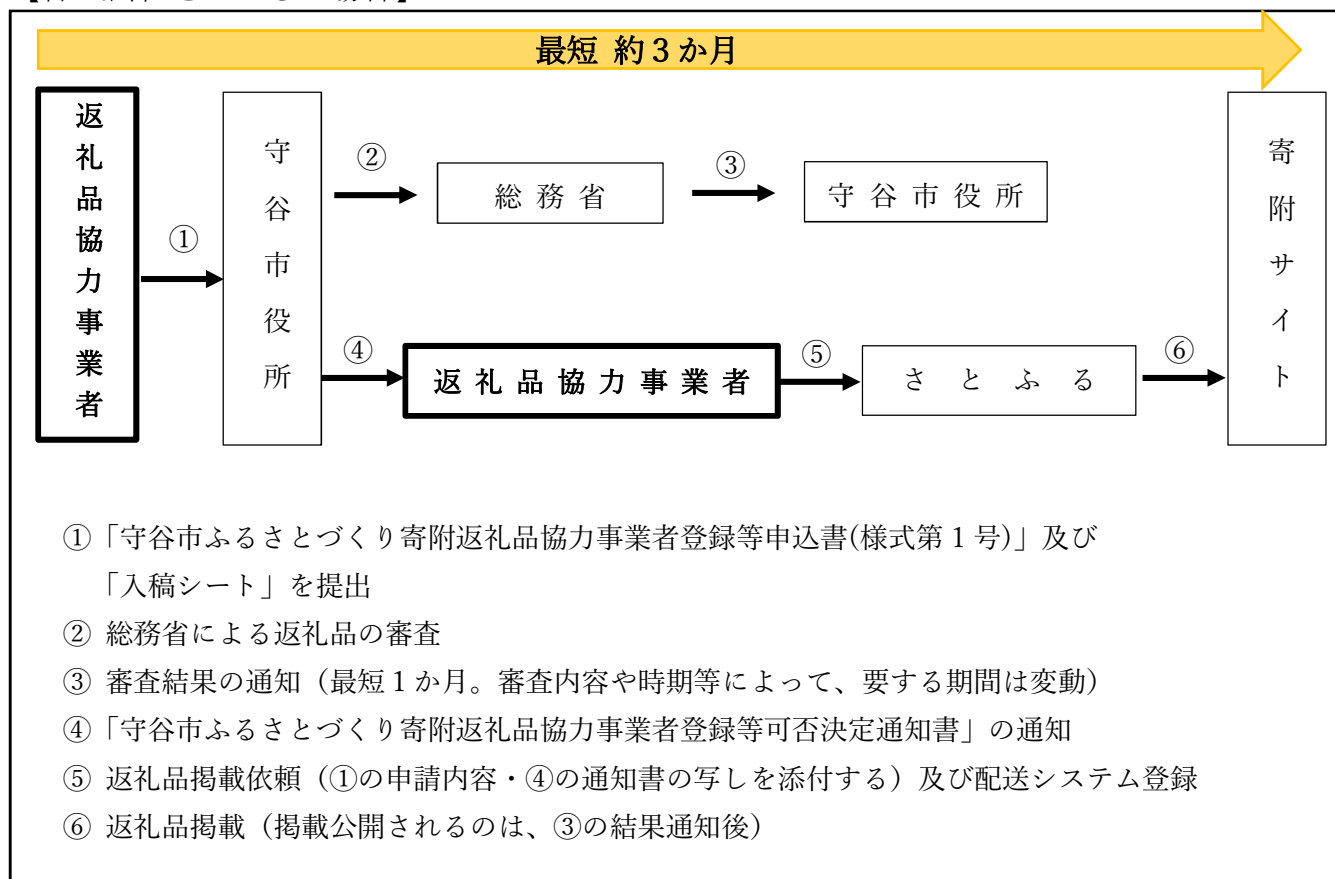 最短 約３か月
返礼品協力事業者
①
守谷市役所
②
総務省
③
守谷市役所
④
返礼品協力事業者
⑤
さとふる
⑥
寄附サイト
①「守谷市ふるさとづくり寄附返礼品協力事業者登録等申込書(様式第１号)」及び
「入稿シート」を提出
② 総務省による返礼品の審査
③ 審査結果の通知（最短１か月。審査内容や時期等によって、要する期間は変動）
④「守谷市ふるさとづくり寄附返礼品協力事業者登録等可否決定通知書」の通知
⑤ 返礼品掲載依頼（①の申請内容・④の通知書の写しを添付する）及び配送システム登録
⑥ 返礼品掲載（掲載公開されるのは、③の結果通知後）